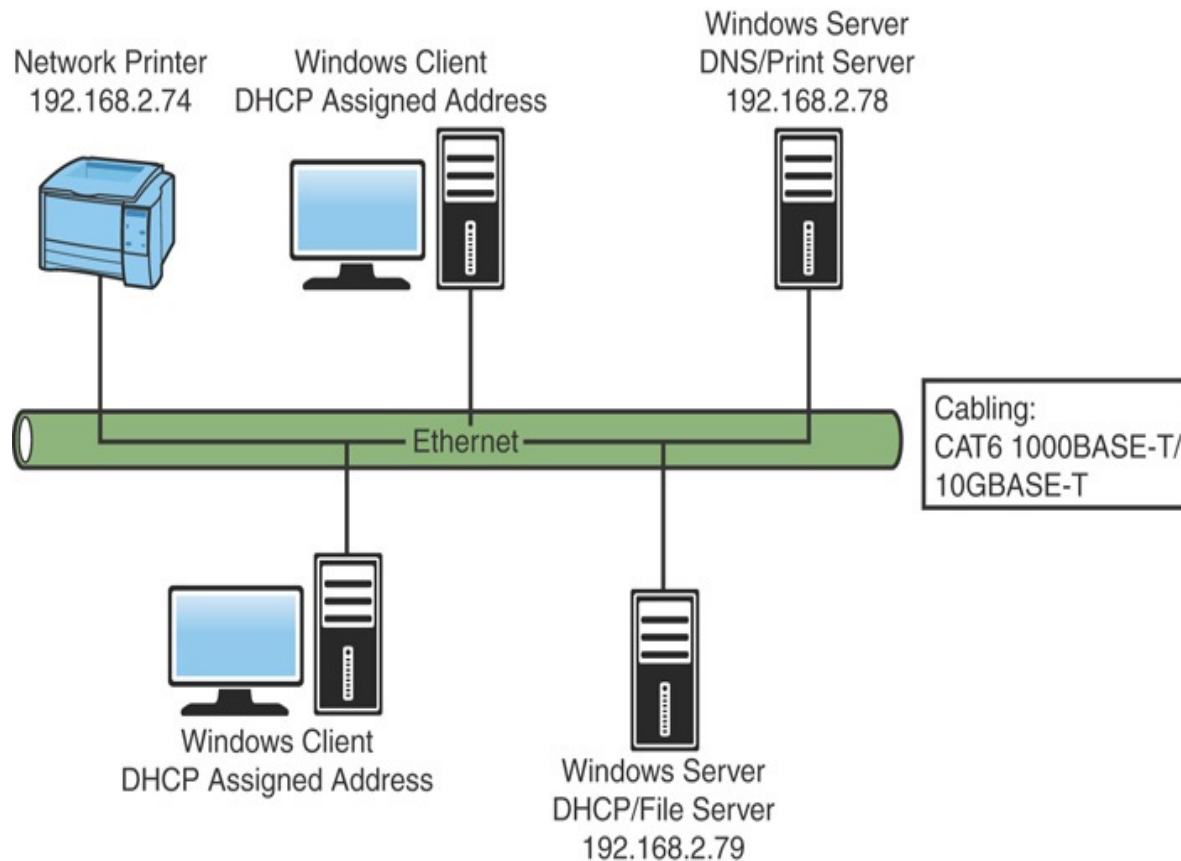 Network Printer
192.168.2.74
Windows Client
DHCP Assigned Address
Windows Server
DNS/Print Server
192.168.2.78
Ethernet
Cabling:
CAT6 1000BASE-T/
10GBASE-T
Windows Client
DHCP Assigned Address
Windows Server
DHCP/File Server
192.168.2.79